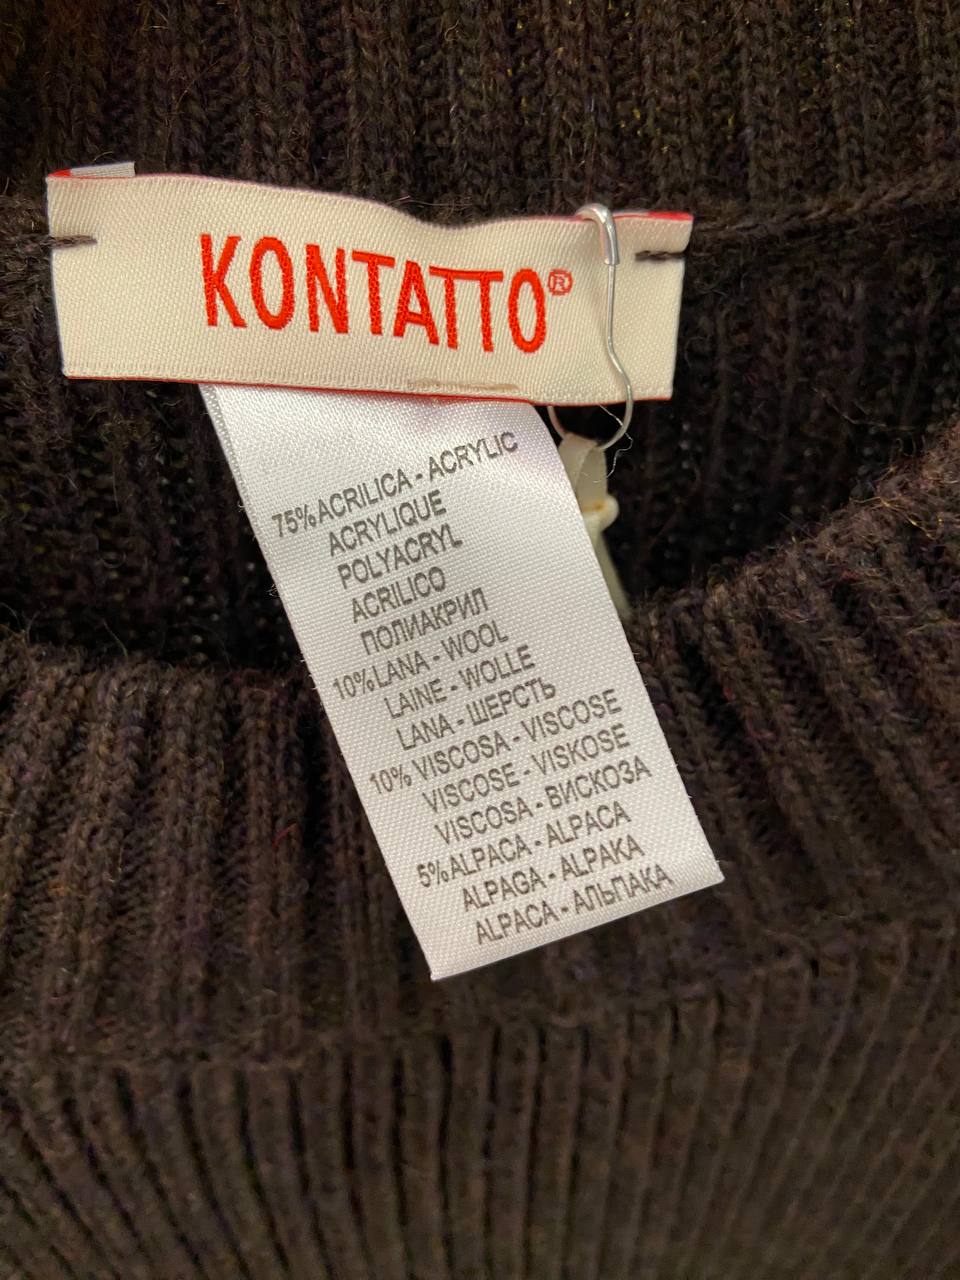 KONTATTO®
75%ACRILICA - ACRYLIC
ACRYLIQUE
POLYACRYL
ACRILICO
ПОЛИАКРИЛ
10%LANA - WOOL
LAINE - WOLLE
LANA - ШЕРСТЬ
10% VISCOSA - VISCOSE
VISCOSE - VISKOSE
VISCOSA - ВИСКОЗА
5%ALPACA - ALPACA
ALPAGA - ALPAKA
ALPACA - АЛЬПАКА